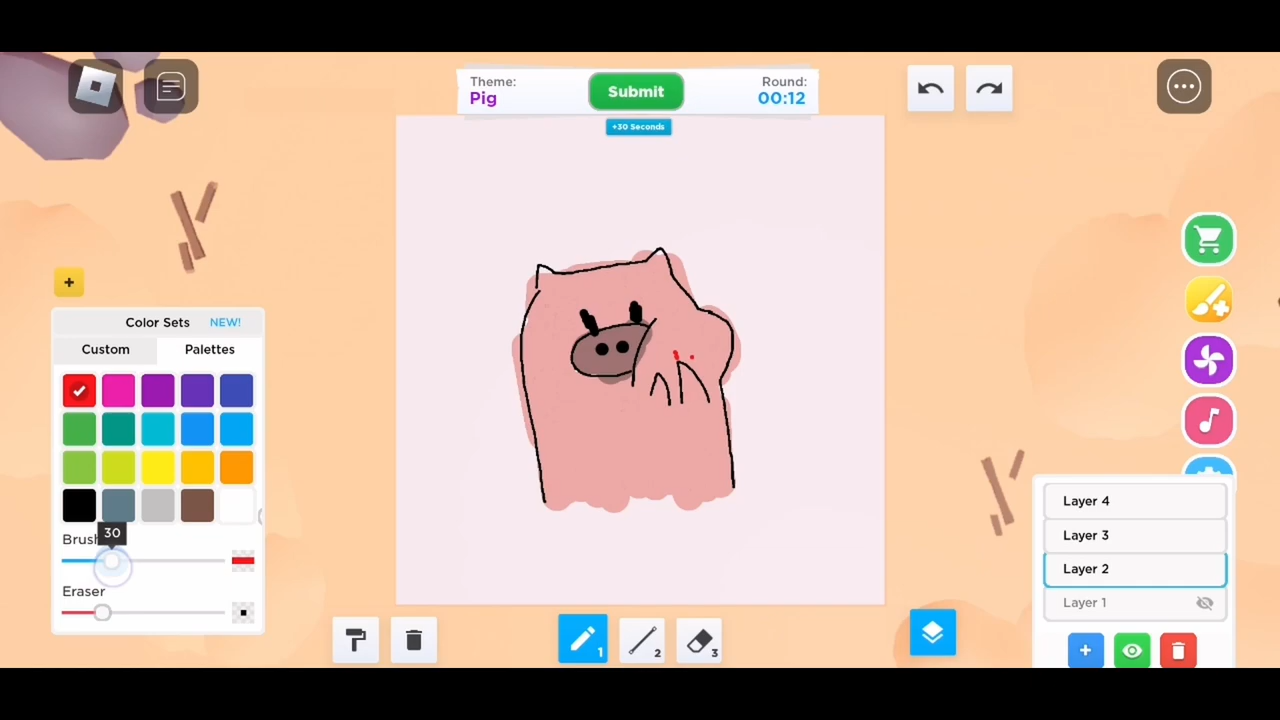 Theme:
Pig
Submit
Round:
00:12
+30 Seconds
+
Color Sets NEW!
Custom
Palettes
30
Eraser
1
2
3
Layer 4
Layer 3
Layer 2
Layer 1
+